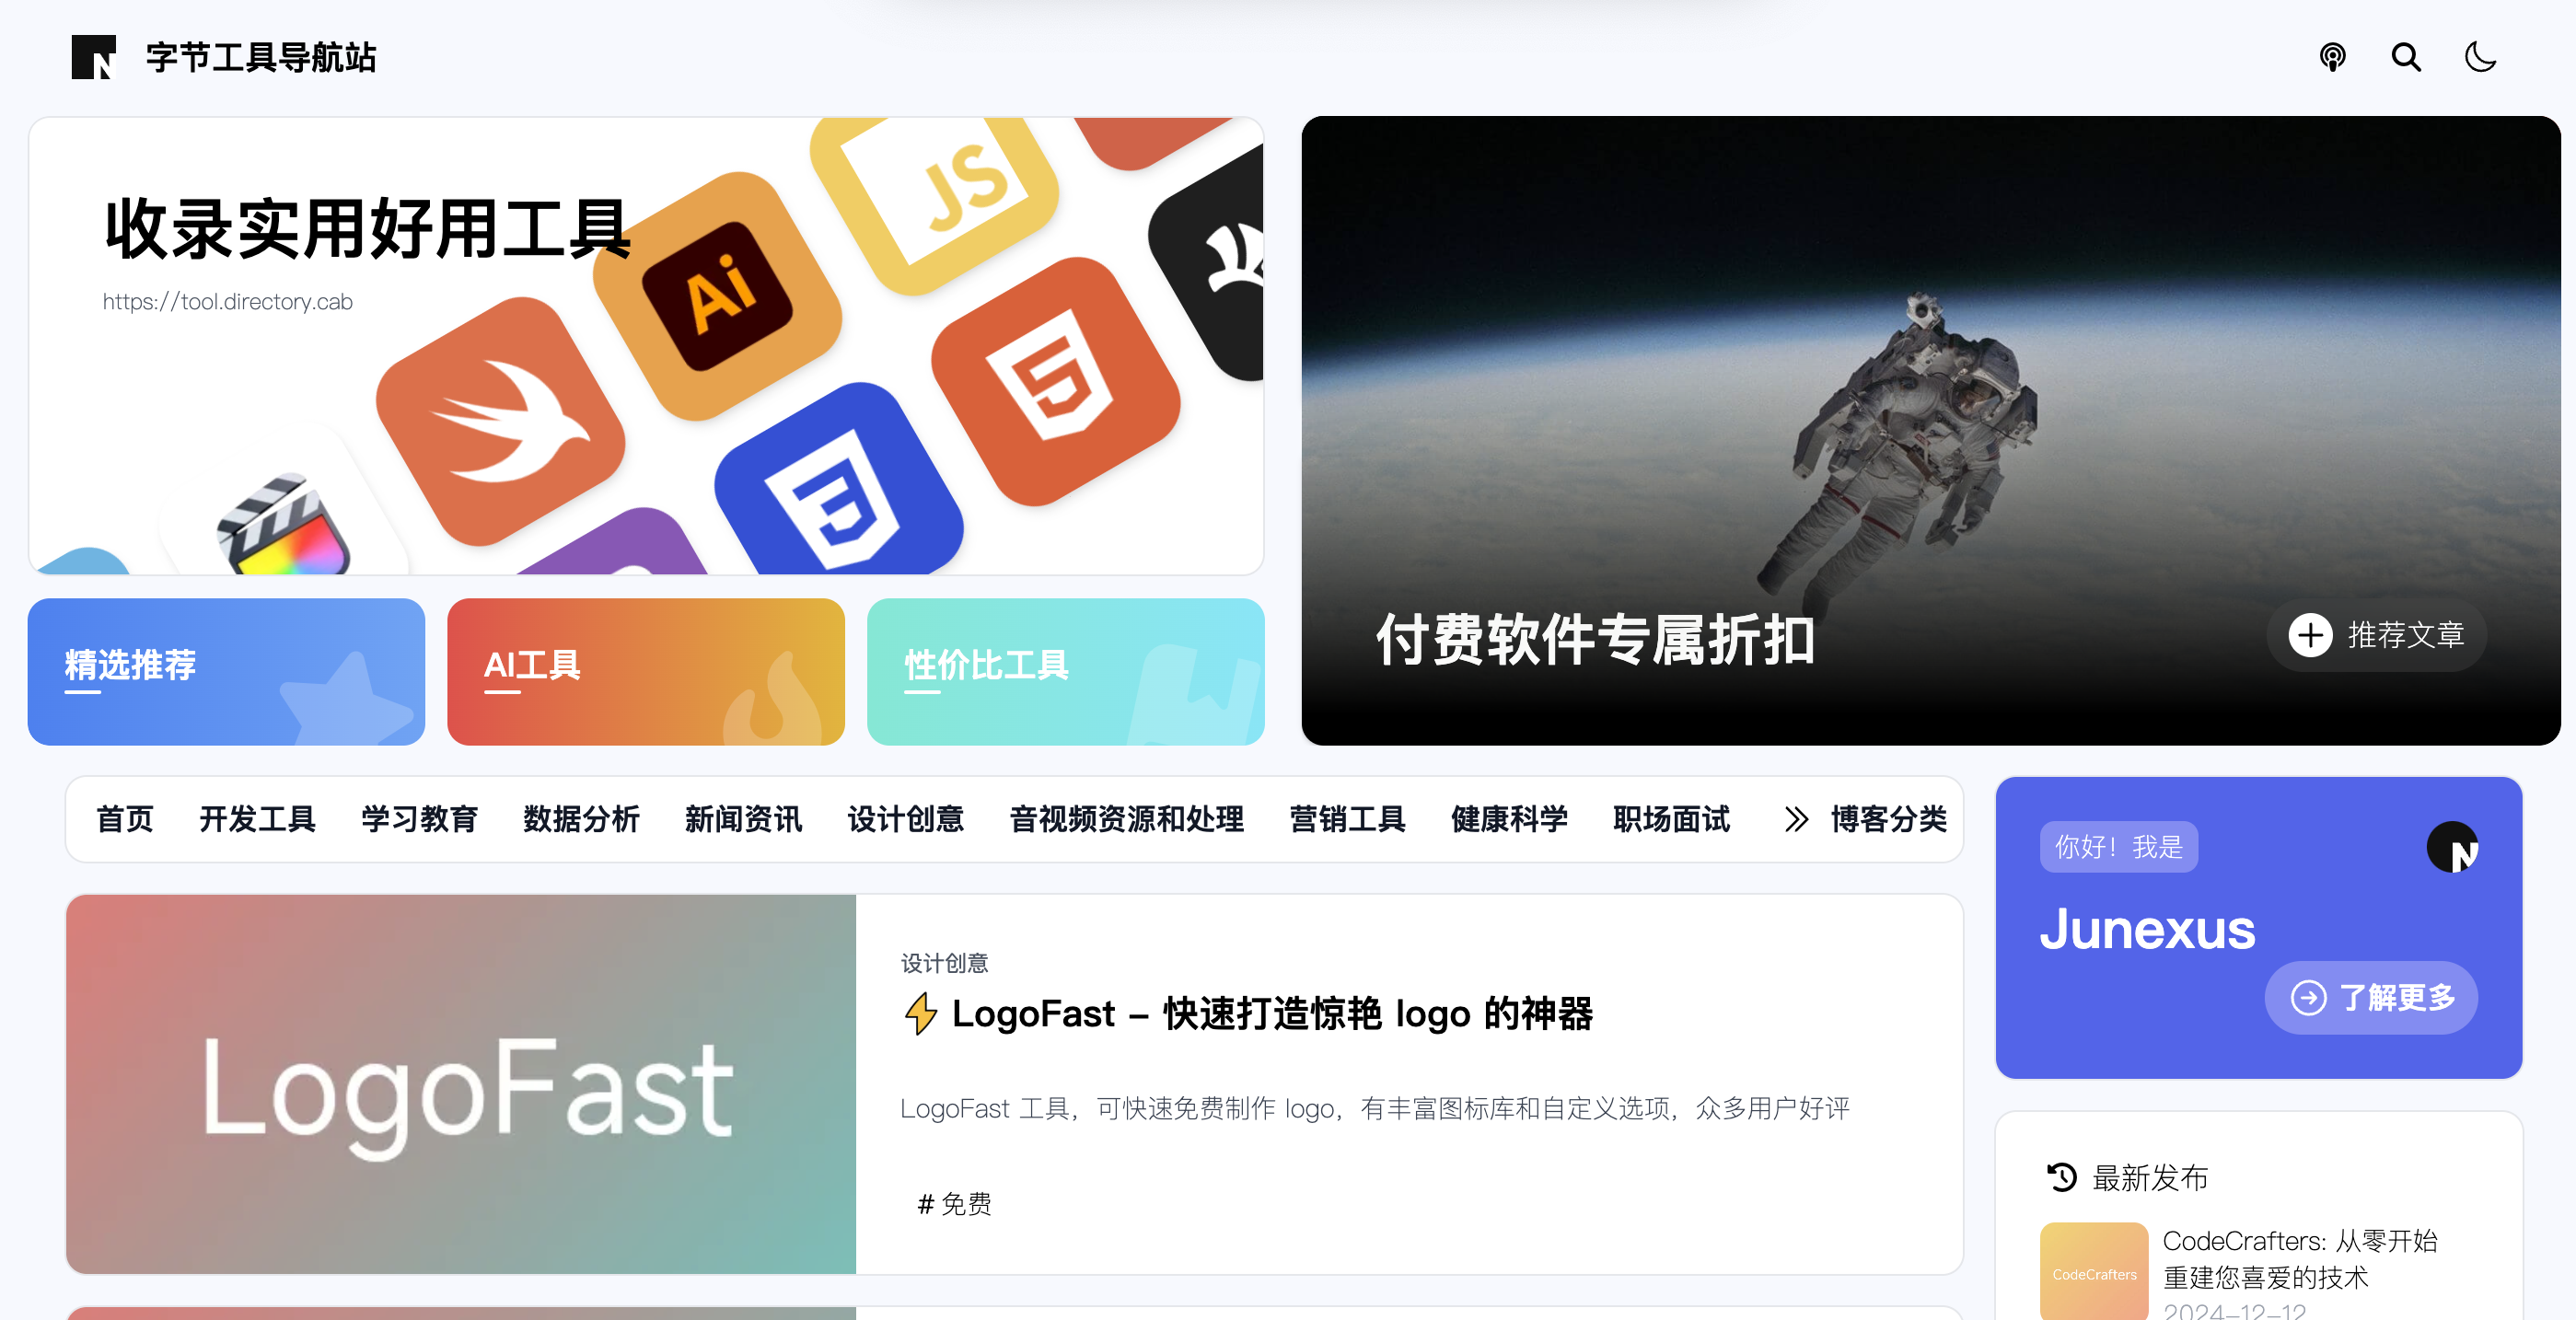 字节工具导航站
收录实用好用工具
https://tool.directory.cab
JS
Ai
精选推荐
AI工具
性价比工具
付费软件专属折扣
推荐文章
首页 开发工具 学习教育 数据分析 新闻资讯 设计创意 音视频资源和处理 营销工具 健康科学 职场面试 博客分类
LogoFast
设计创意
⚡ LogoFast – 快速打造惊艳 logo 的神器
LogoFast 工具，可快速免费制作 logo，有丰富图标库和自定义选项，众多用户好评
# 免费
你好！我是
N
Junexus
了解更多
最新发布
CodeCrafters
CodeCrafters: 从零开始
重建您喜爱的技术
2024-12-12